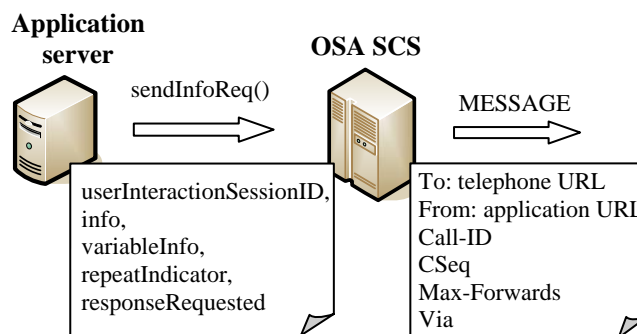 Application
server
OSA SCS
sendInfoReq()
MESSAGE
userInteractionSessionID,
info,
variableInfo,
repeatIndicator,
responseRequested
To: telephone URL
From: application URL
Call-ID
CSeq
Max-Forwards
Via